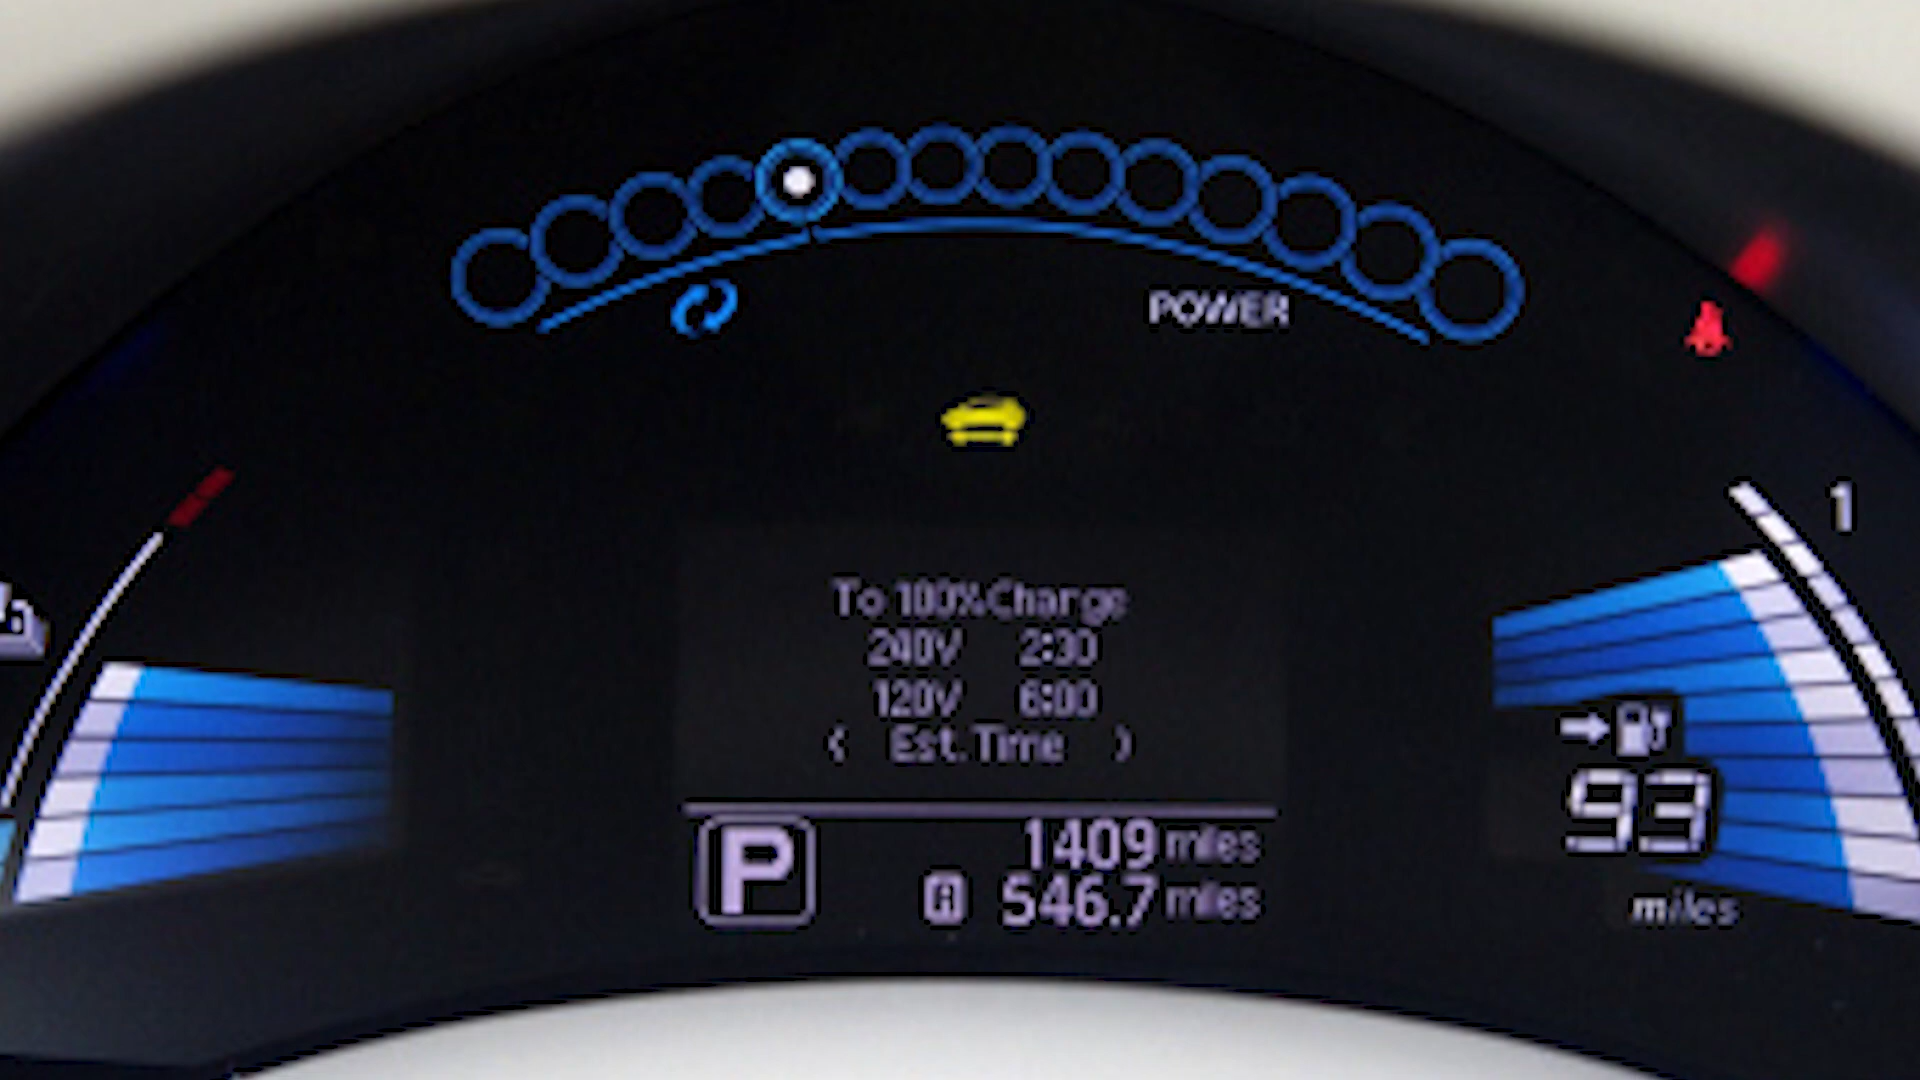 POWER
1
To 100% Charge
240V 2:30
120V 6:00
< Est. Time >
93
miles
P
1409 miles
A 546.7 miles